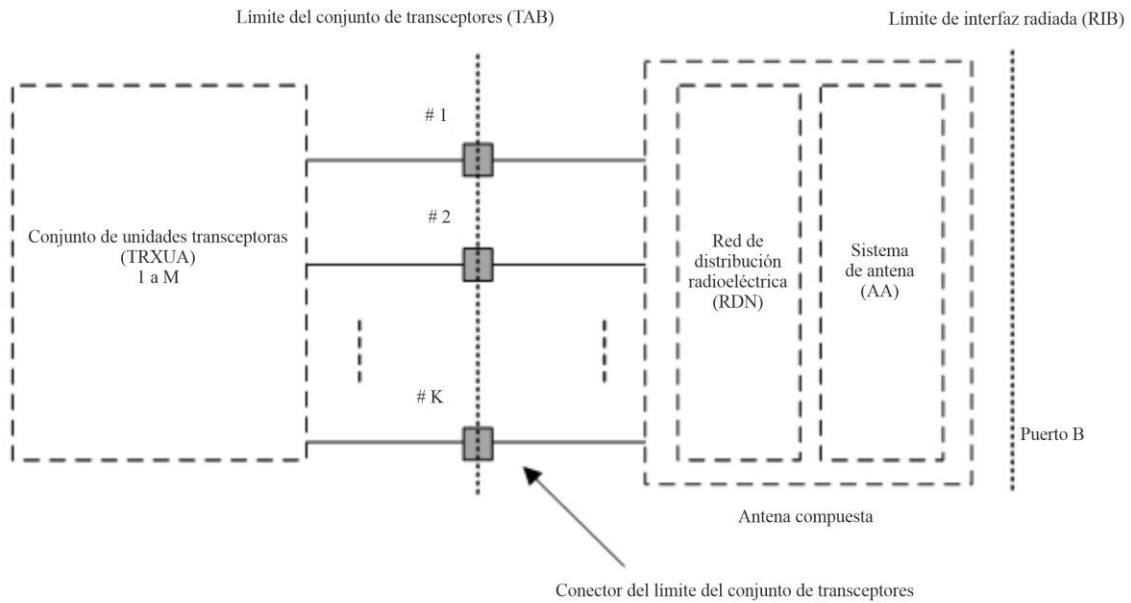 Límite del conjunto de transceptores (TAB)
Límite de interfaz radiada (RIB)
# 1
# 2
Conjunto de unidades transceptoras
(TRXUA)
1 a M
Red de
distribución
radioeléctrica
(RDN)
Sistema
de antena
(AA)
# K
Puerto B
Antena compuesta
Conector del límite del conjunto de transceptores